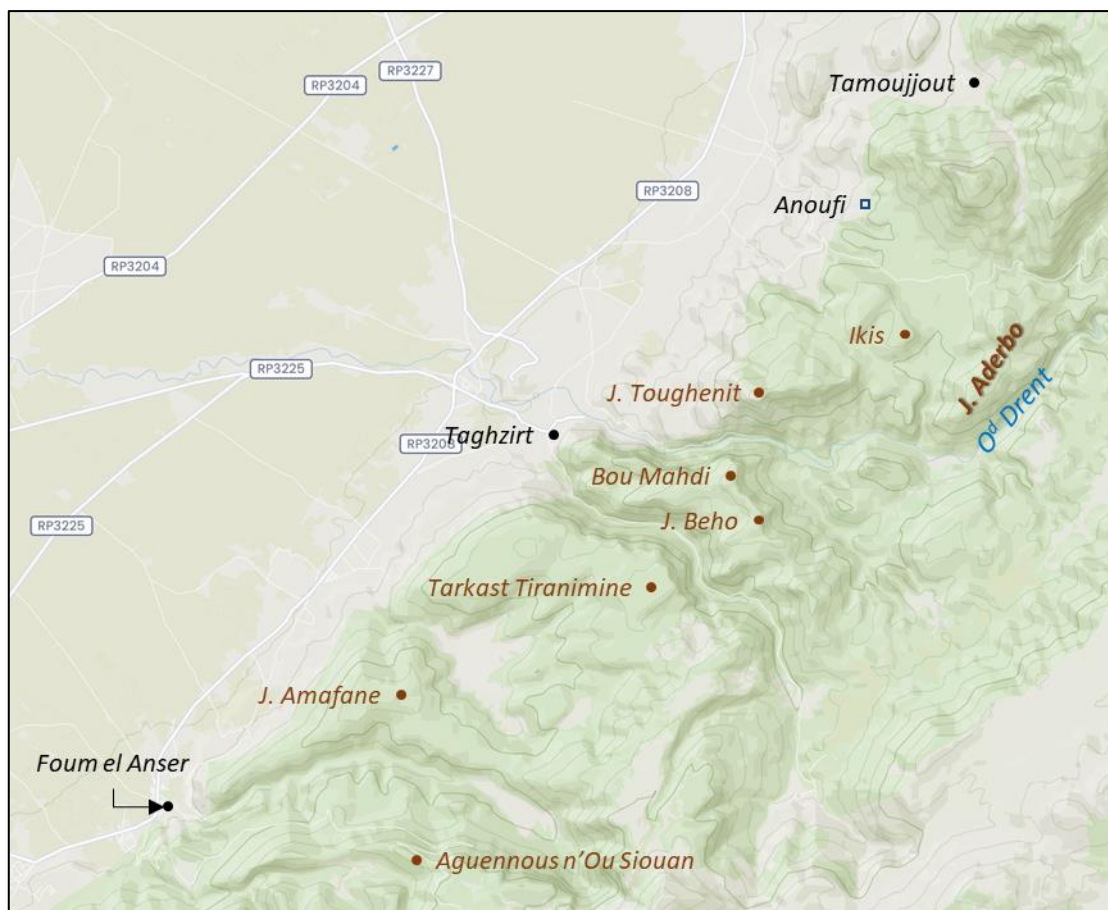 RP3227
RP3204
Tamoujjout
RP3208
Anoufi
RP3204
Ikis
J. Aderbo
RP3225
J. Toughenit
Oᵈ Drent
Taghzirt
RP3208
Bou Mahdi
RP3225
J. Beho
Tarkast Tiranimine
J. Amafane
Foum el Anser
Aguennous n’Ou Siouan